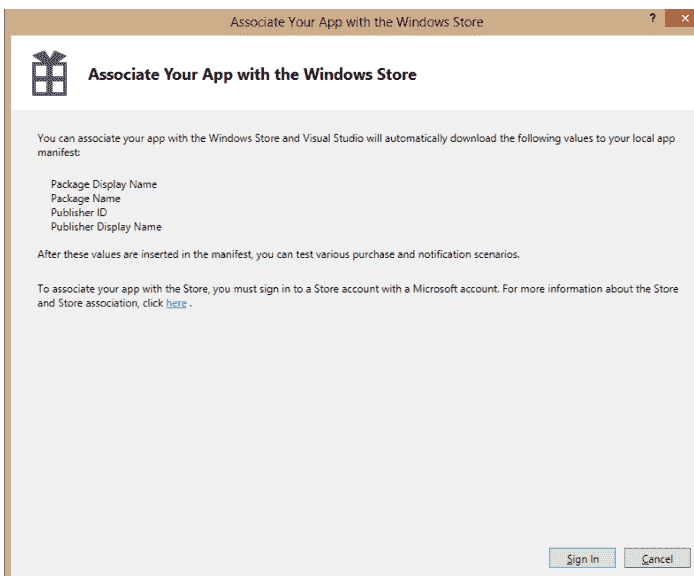 Associate Your App with the Windows Store
? ×
Associate Your App with the Windows Store
You can associate your app with the Windows Store and Visual Studio will automatically download the following values to your local app
manifest:
Package Display Name
Package Name
Publisher ID
Publisher Display Name
After these values are inserted in the manifest, you can test various purchase and notification scenarios.
To associate your app with the Store, you must sign in to a Store account with a Microsoft account. For more information about the Store
and Store association, click here .
Sign In Cancel